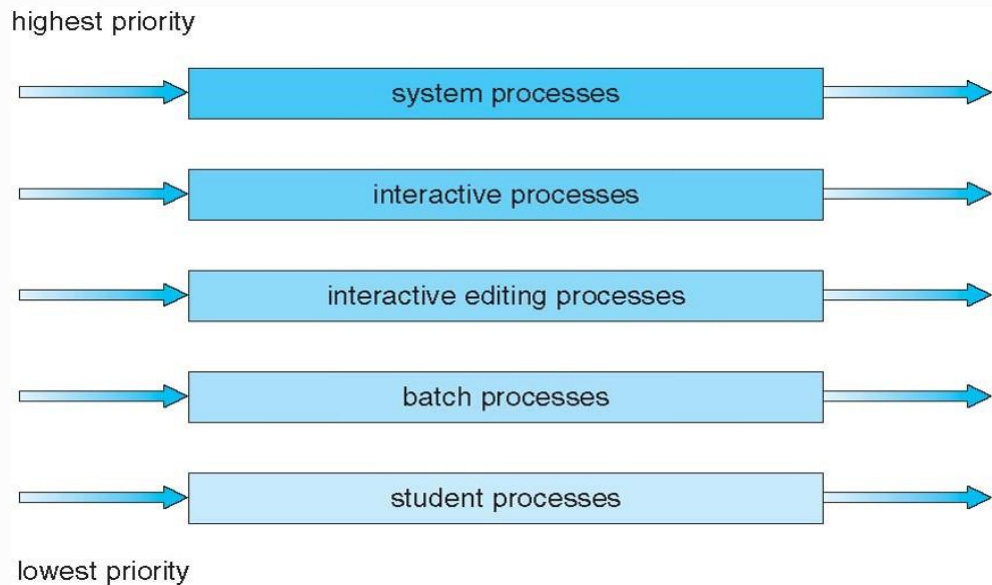 highest priority
system processes
interactive processes
interactive editing processes
batch processes
student processes
lowest priority